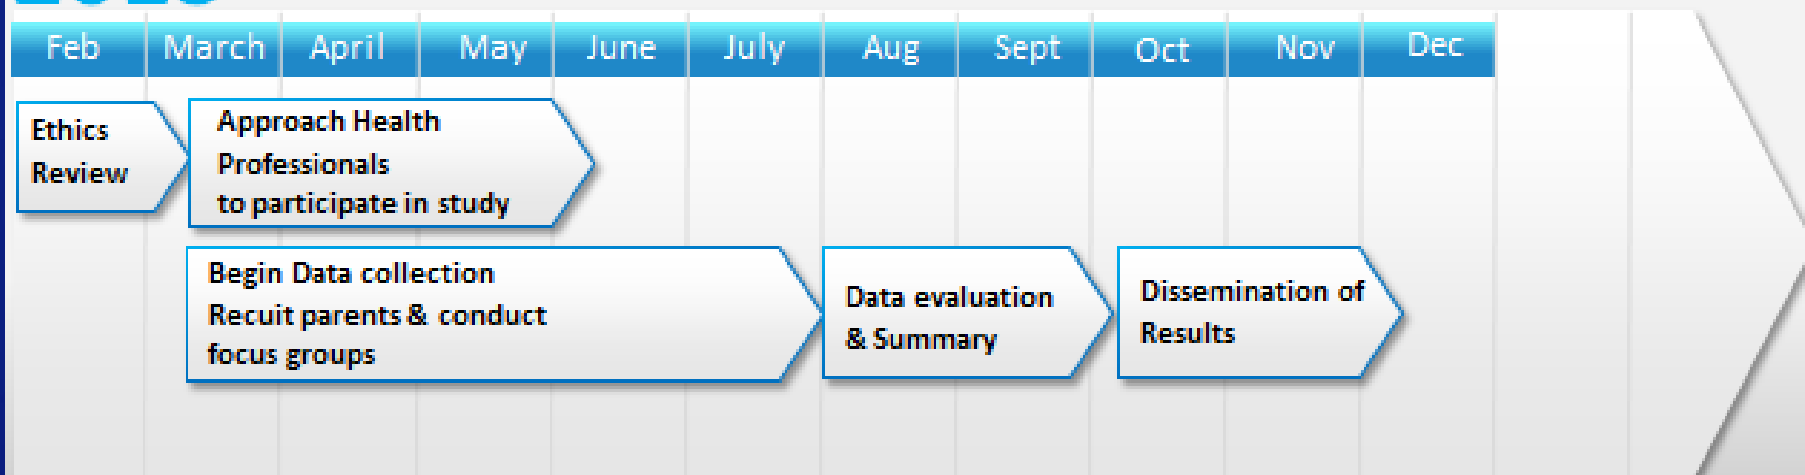 Feb March April May June July Aug Sept Oct Nov Dec
Ethics
Review
Approach Health
Professionals
to participate in study
Begin Data collection
Recuit parents & conduct
focus groups
Data evaluation
& Summary
Dissemination of
Results